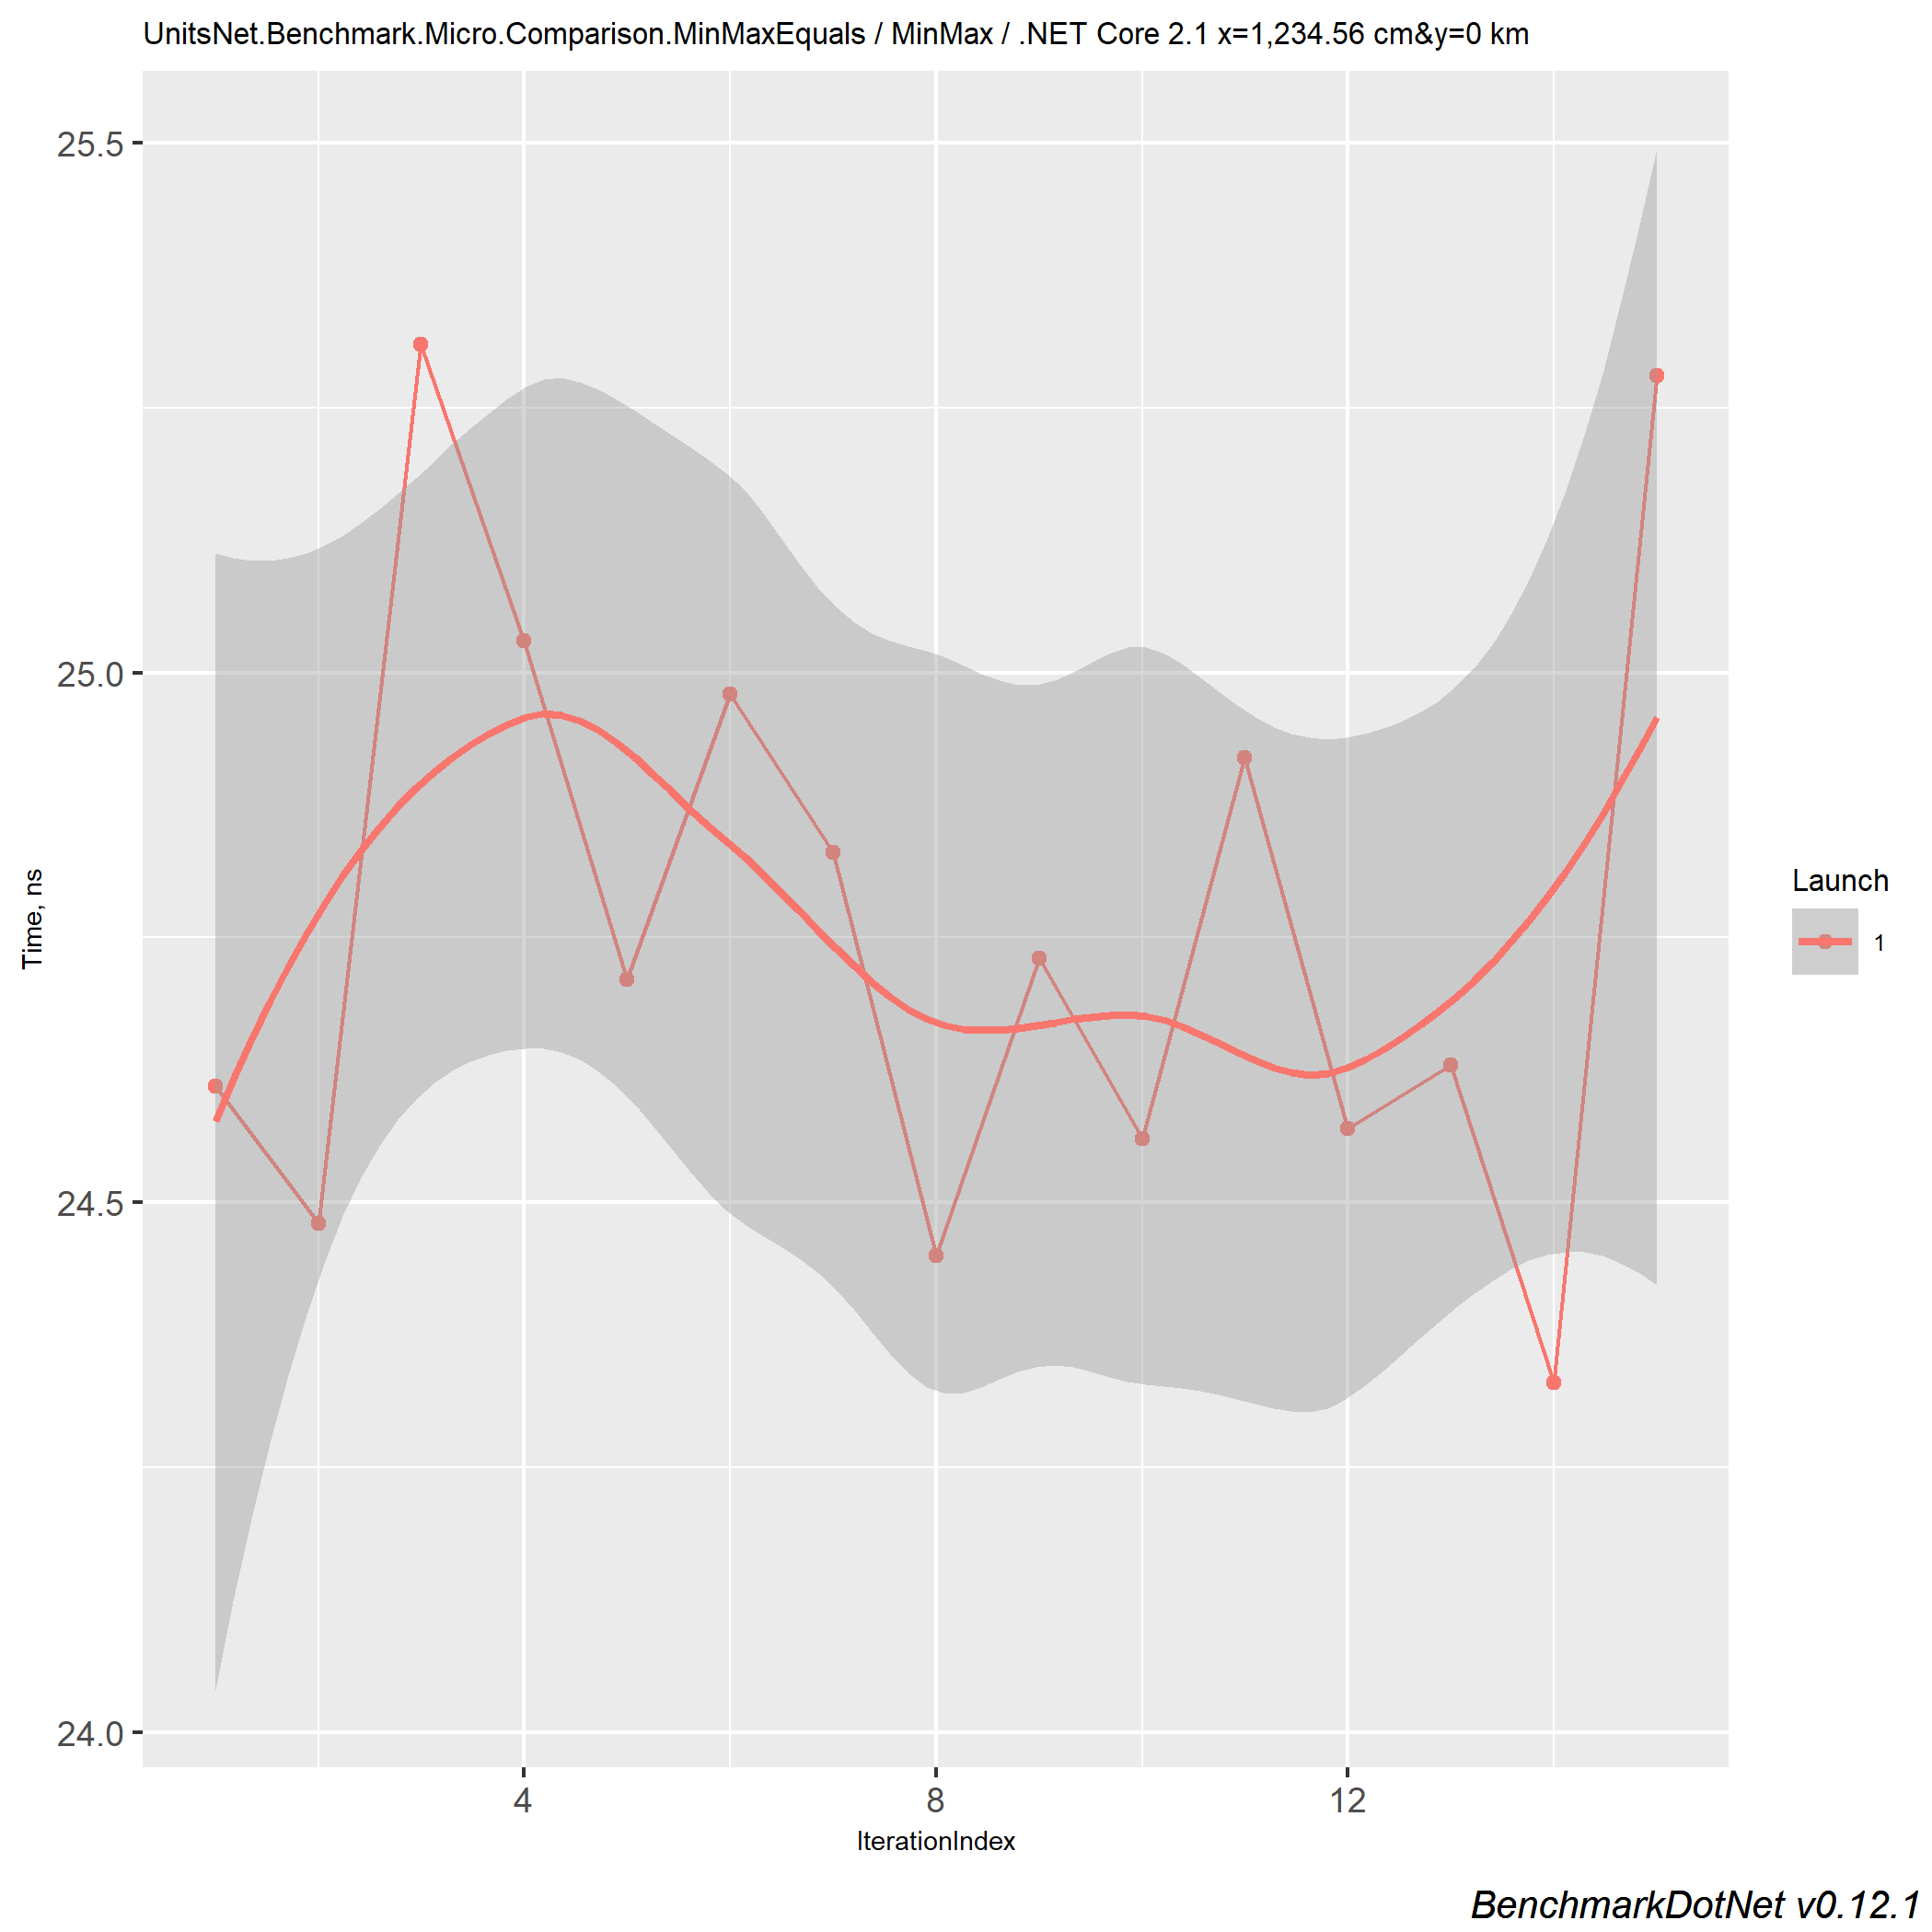 UnitsNet.Benchmark.Micro.Comparison.MinMaxEquals / MinMax / .NET Core 2.1 x=1,234.56 cm&y=0 km
25.5
25.0
24.5
24.0
Time, ns
4
8
12
IterationIndex
Launch
1
BenchmarkDotNet v0.12.1